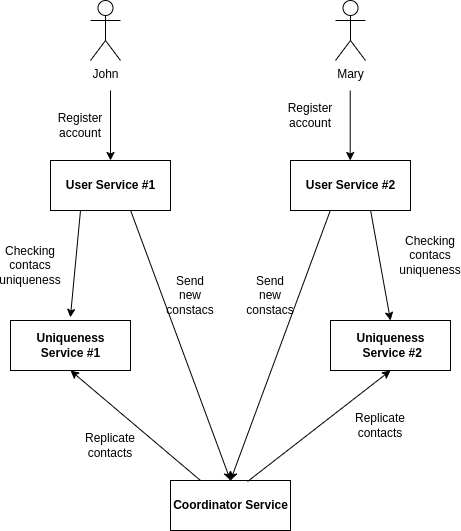 John
Mary
Register
account
Register
account
User Service #1
User Service #2
Checking
contacs
uniqueness
Send
new
constacs
Send
new
constacs
Checking
contacs
uniqueness
Uniqueness
Service #1
Uniqueness
Service #2
Replicate
contacts
Replicate
contacts
Coordinator Service